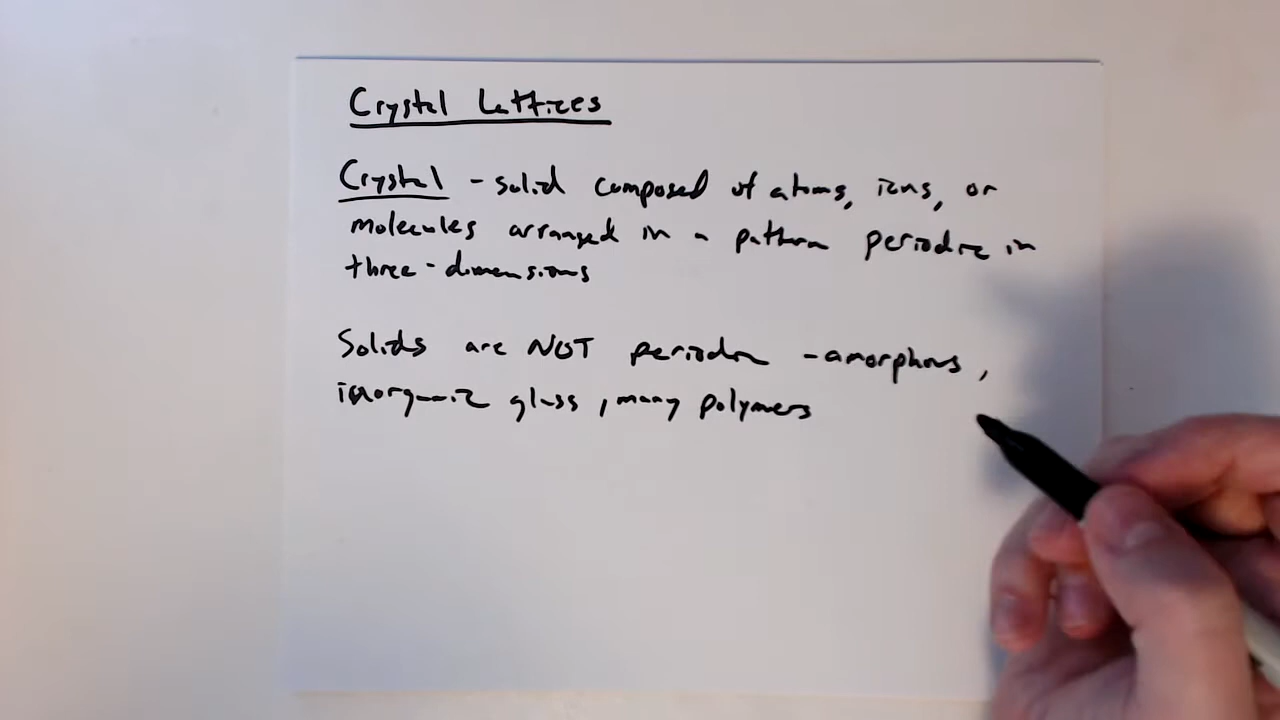 Crystal Lattices
Crystal - solid composed of atoms, ions, or
molecules arranged in a pattern periodic in
three-dimensions
Solids are NOT periodic - amorphous,
inorganic glass, many polymers